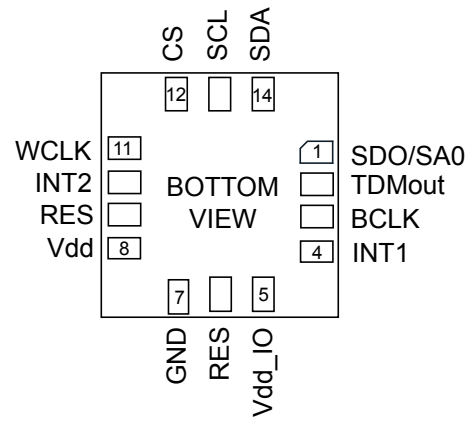 CS
SCL
SDA
12
14
WCLK
11
1
SDO/SA0
INT2
BOTTOM
TDMout
RES
VIEW
BCLK
Vdd
8
4
INT1
7
5
GND
RES
Vdd_IO